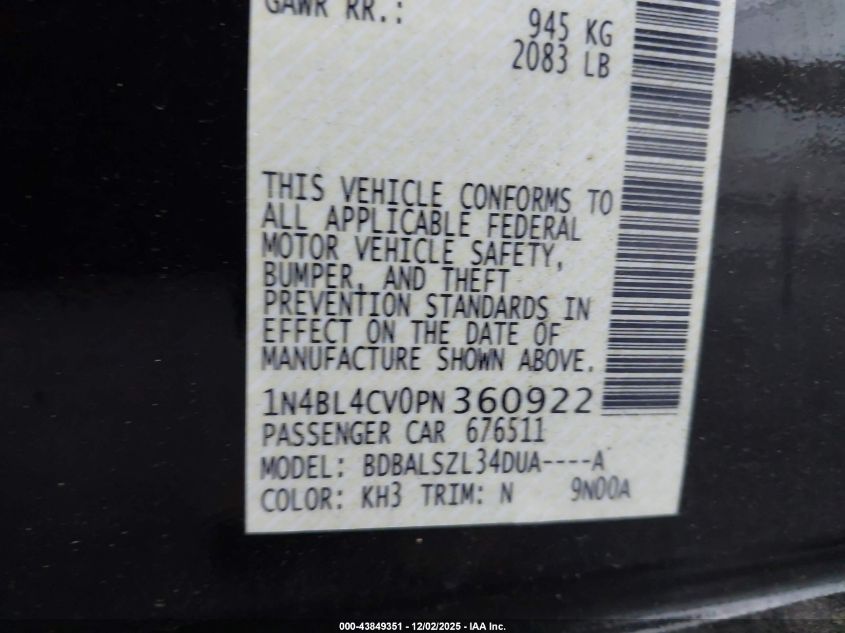 GAWR RR.:
945 KG
2083 LB
THIS VEHICLE CONFORMS TO
ALL APPLICABLE FEDERAL
MOTOR VEHICLE SAFETY,
BUMPER, AND THEFT
PREVENTION STANDARDS IN
EFFECT ON THE DATE OF
MANUFACTURE SHOWN ABOVE.
1N4BL4CV0PN360922
PASSENGER CAR 676511
MODEL: BDBALSZL34DUA----A
COLOR: KH3 TRIM: N 9N00A
000-43849351 - 12/02/2025 - IAA Inc.